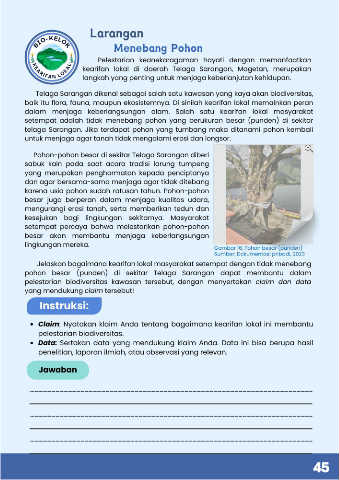 BIO-KELOK
KEARIFAN LOKAL
Larangan
Menebang Pohon
Pelestarian keanekaragaman hayati dengan memanfaatkan
kearifan lokal di daerah Telaga Sarangan, Magetan, merupakan
langkah yang penting untuk menjaga keberlanjutan kehidupan.
Telaga Sarangan dikenal sebagai salah satu kawasan yang kaya akan biodiversitas,
baik itu flora, fauna, maupun ekosistemnya. Di sinilah kearifan lokal memainkan peran
dalam menjaga keberlangsungan alam. Salah satu kearifan lokal masyarakat
setempat adalah tidak menebang pohon yang berukuran besar (punden) di sekitar
telaga Sarangan. Jika terdapat pohon yang tumbang maka ditanami pohon kembali
untuk menjaga agar tanah tidak mengalami erosi dan longsor.
Pohon-pohon besar di sekitar Telaga Sarangan diberi
sabuk kain pada saat acara tradisi larung tumpeng
yang merupakan penghormatan kepada penciptanya
dan agar bersama-sama menjaga agar tidak ditebang
karena usia pohon sudah ratusan tahun. Pohon-pohon
besar juga berperan dalam menjaga kualitas udara,
mengurangi erosi tanah, serta memberikan teduh dan
kesejukan bagi lingkungan sekitarnya. Masyarakat
setempat percaya bahwa melestarikan pohon-pohon
besar akan membantu menjaga keberlangsungan
lingkungan mereka.
Gambar 16. Pohon besar (punden)
Sumber: Dokumentasi pribadi, 2023
Jelaskan bagaimana kearifan lokal masyarakat setempat dengan tidak menebang
pohon besar (punden) di sekitar Telaga Sarangan dapat membantu dalam
pelestarian biodiversitas kawasan tersebut, dengan menyertakan claim dan data
yang mendukung claim tersebut!
Instruksi:
• Claim: Nyatakan klaim Anda tentang bagaimana kearifan lokal ini membantu
pelestarian biodiversitas.
• Data: Sertakan data yang mendukung klaim Anda. Data ini bisa berupa hasil
penelitian, laporan ilmiah, atau observasi yang relevan.
Jawaban
45